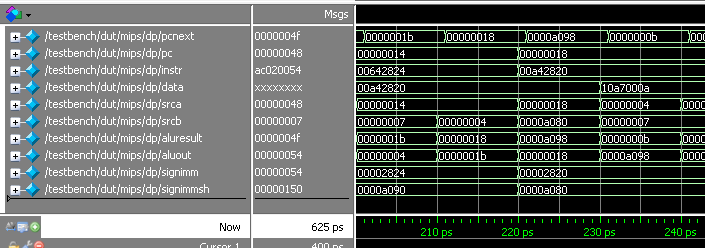 Msgs
/testbench/dut/mips/dp/pcnext 0000004f 0000001b 00000018 0000a098 0000000b
/testbench/dut/mips/dp/pc 00000048 00000014 00000018
/testbench/dut/mips/dp/instr ac020054 00642824 00a42820
/testbench/dut/mips/dp/data xxxxxxxx 00a42820 10a7000a
/testbench/dut/mips/dp/srca 00000048 00000014 00000018 00000004 0000
/testbench/dut/mips/dp/srcb 00000007 00000007 00000004 0000a080 00000007
/testbench/dut/mips/dp/aluresult 0000004f 0000001b 00000018 0000a098 0000000b 0000
/testbench/dut/mips/dp/aluout 00000054 00000004 0000001b 00000018 0000a098 0000
/testbench/dut/mips/dp/signimm 00000054 00002824 00002820
/testbench/dut/mips/dp/signimmsh 00000150 0000a090 0000a080
Now 625 ps 210 ps 220 ps 230 ps 240 ps
Cursor 1 400 ps